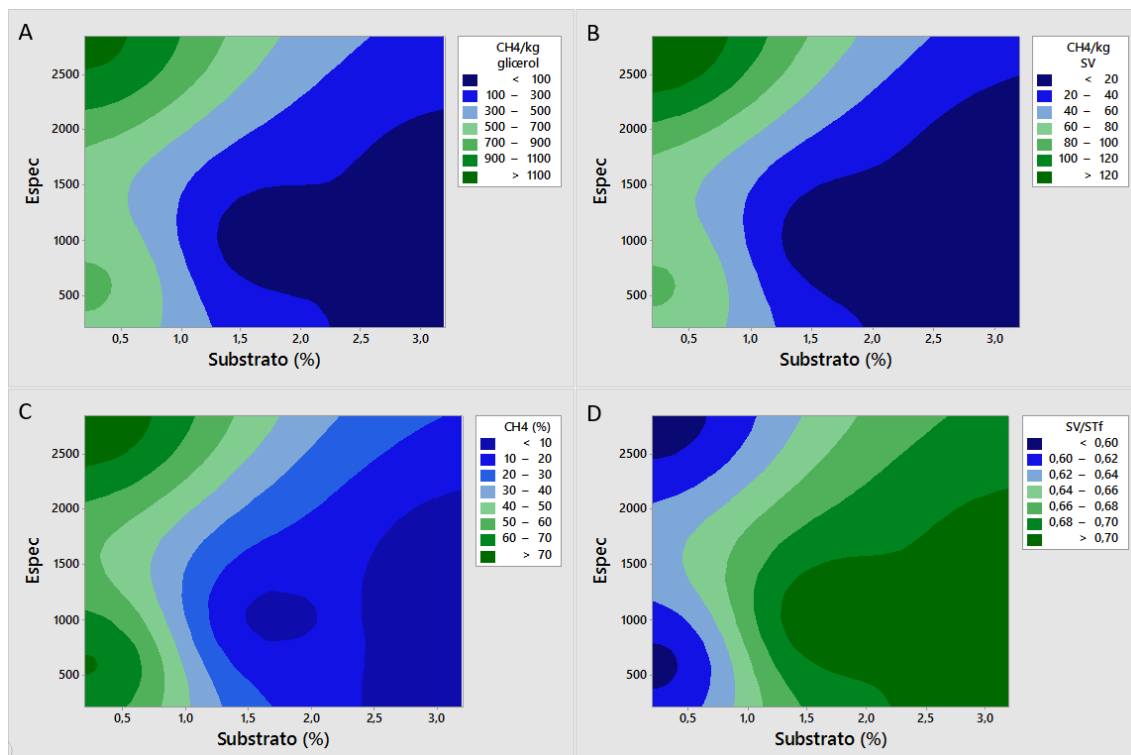 A
CH4/kg
glicerol
< 100
100 – 300
300 – 500
500 – 700
700 – 900
900 – 1100
> 1100
2500
2000
1500
1000
500
Espec
0,5 1,0 1,5 2,0 2,5 3,0
Substrato (%)
B
CH4/kg
SV
< 20
20 – 40
40 – 60
60 – 80
80 – 100
100 – 120
> 120
2500
2000
1500
1000
500
Espec
0,5 1,0 1,5 2,0 2,5 3,0
Substrato (%)
C
CH4 (%)
< 10
10 – 20
20 – 30
30 – 40
40 – 50
50 – 60
60 – 70
> 70
2500
2000
1500
1000
500
Espec
0,5 1,0 1,5 2,0 2,5 3,0
Substrato (%)
D
SV/STf
< 0,60
0,60 – 0,62
0,62 – 0,64
0,64 – 0,66
0,66 – 0,68
0,68 – 0,70
> 0,70
2500
2000
1500
1000
500
Espec
0,5 1,0 1,5 2,0 2,5 3,0
Substrato (%)